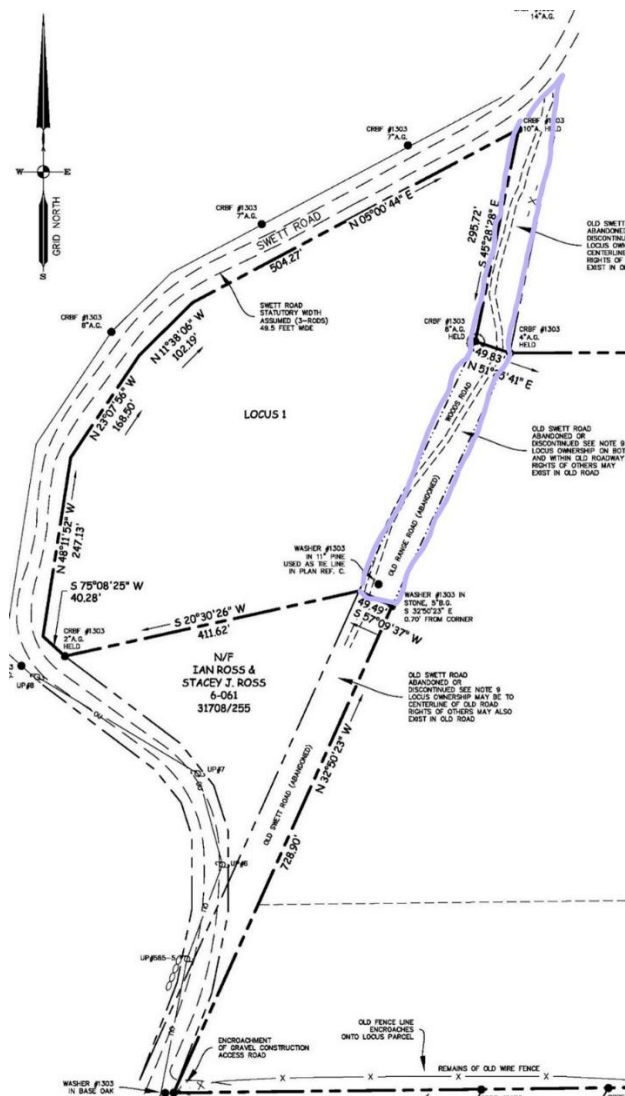 CRBF #1303
14"A.G.
CRBF #1303
7"A.G.
CRBF #1303
10"A.
HELD
W
E
GRID NORTH
S
CRBF #1303
7"A.G.
SWETT ROAD
N 05°00'44" E
504.27'
295.72'
S 45°28'28" E
OLD SWETT
ABANDONED
DISCONTINUED
LOCUS OWN
CENTERLINE
RIGHTS OF
EXIST IN O
SWETT ROAD
STATUTORY WIDTH
ASSUMED (3-RODS)
49.5 FEET WIDE
CRBF #1303
8"A.G.
CRBF #1303
8"A.G.
HELD
CRBF #1303
4"A.G.
HELD
N 11°38'06" W
102.19'
49.83'
41" E
N 23°07'56" W
168.50'
LOCUS 1
WOODS ROAD
OLD SWETT ROAD
ABANDONED OR
DISCONTINUED SEE NOTE 9
LOCUS OWNERSHIP ON BOT
AND WITHIN OLD ROADWAY
RIGHTS OF OTHERS MAY
EXIST IN OLD ROAD
OLD RANGE ROAD (ABANDONED)
N 48°11'52" W
247.13'
WASHER #1303
IN 11" PINE
USED AS TIE LINE
IN PLAN REF. C.
S 75°08'25" W
40.28'
WASHER #1303 IN
STONE, 5"B.G.
S 32°50'23" E
0.70' FROM CORNER
49.49'
S 57°09'37" W
S 20°30'26" W
411.62'
CRBF #1303
2"A.G.
HELD
N/F
IAN ROSS &
STACEY J. ROSS
6-061
31708/255
UP#8
OLD SWETT ROAD
ABANDONED OR
DISCONTINUED SEE NOTE 9
LOCUS OWNERSHIP MAY BE TO
CENTERLINE OF OLD ROAD
RIGHTS OF OTHERS MAY ALSO
EXIST IN OLD ROAD
UP#7
OLD SWETT ROAD (ABANDONED)
N 32°50'23" W
728.90'
UP#6
UP#585-5
ENCROACHMENT
OF GRAVEL CONSTRUCTION
ACCESS ROAD
OLD FENCE LINE
ENCROACHES
ONTO LOCUS PARCEL
REMAINS OF OLD WIRE FENCE
WASHER #1303
IN BASE OAK